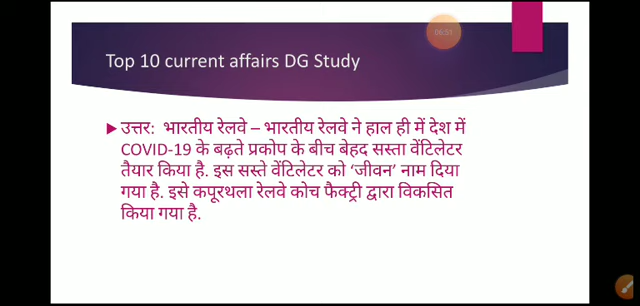 06:51
Top 10 current affairs DG Study
उत्तर: भारतीय रेलवे – भारतीय रेलवे ने हाल ही में देश में
COVID-19 के बढ़ते प्रकोप के बीच बेहद सस्ता वेंटिलेटर
तैयार किया है. इस सस्ते वेंटिलेटर को ‘जीवन’ नाम दिया
गया है. इसे कपूरथला रेलवे कोच फैक्ट्री द्वारा विकसित
किया गया है.